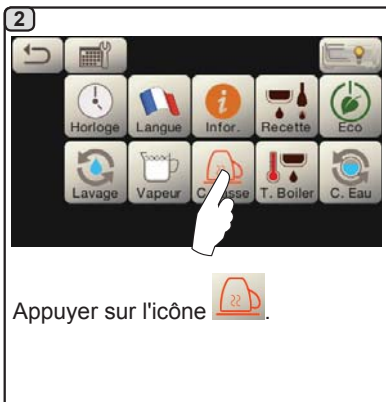 2
Horloge Langue Infor. Recette Eco
Lavage Vapeur T. Boiler C. Eau
Appuyer sur l'icône .